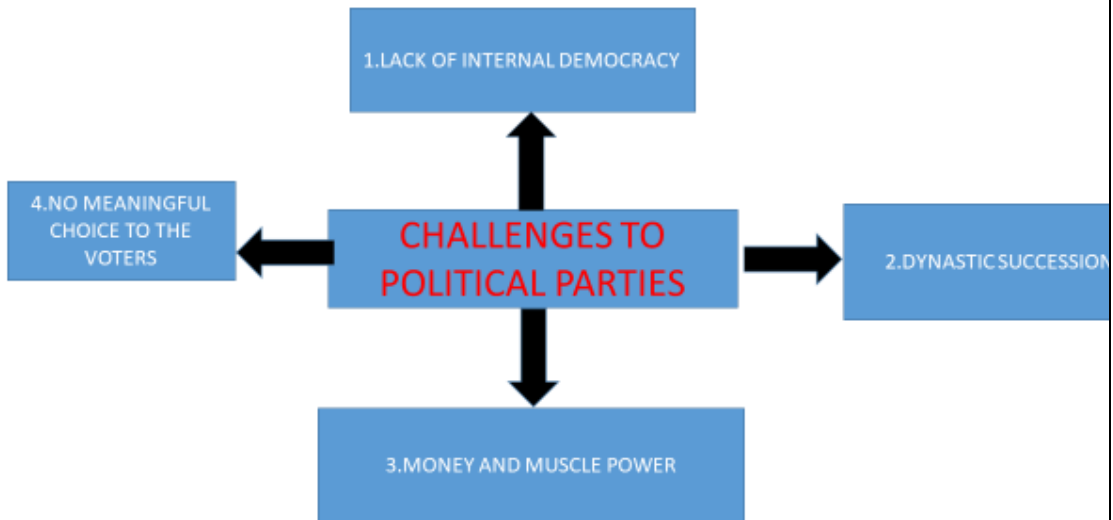 1.LACK OF INTERNAL DEMOCRACY
4.NO MEANINGFUL
CHOICE TO THE
VOTERS
CHALLENGES TO
POLITICAL PARTIES
2.DYNASTIC SUCCESSION
3.MONEY AND MUSCLE POWER